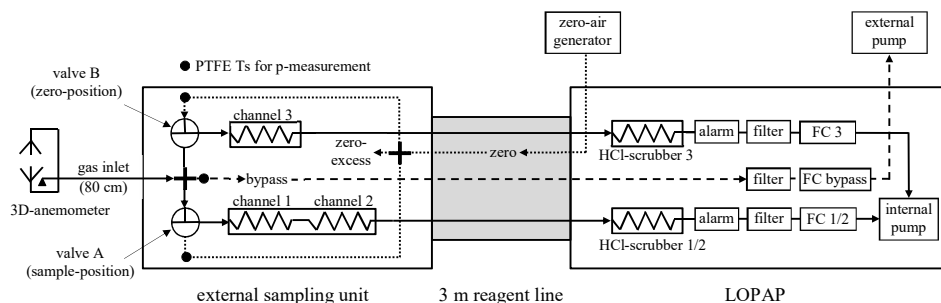 zero-air
generator
external
pump
PTFE Ts for p-measurement
valve B
(zero-position)
channel 3
HCl-scrubber 3
alarm
filter
FC 3
zero-
excess
zero
gas inlet
(80 cm)
bypass
filter
FC bypass
3D-anemometer
channel 1
channel 2
HCl-scrubber 1/2
alarm
filter
FC 1/2
internal
pump
valve A
(sample-position)
external sampling unit
3 m reagent line
LOPAP